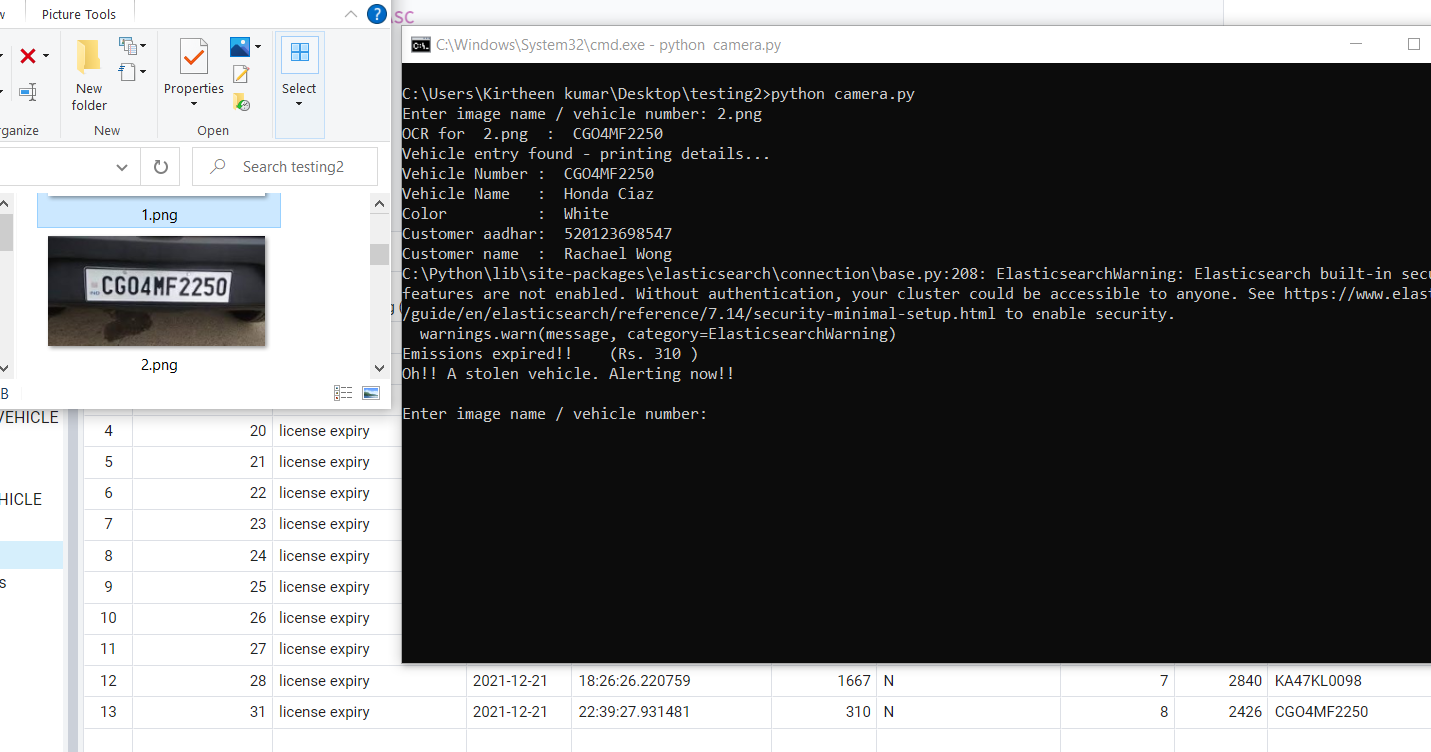 Picture Tools
sc
New folder
Properties
Select
ganize
New
Open
Search testing2
1.png
CG04MF2250
2.png
B
C:\Windows\System32\cmd.exe - python  camera.py
C:\Users\Kirtheen kumar\Desktop\testing2>python camera.py
Enter image name / vehicle number: 2.png
OCR for  2.png  :  CGO4MF2250
Vehicle entry found - printing details...
Vehicle Number :  CGO4MF2250
Vehicle Name   :  Honda Ciaz
Color          :  White
Customer aadhar:  520123698547
Customer name  :  Rachael Wong
C:\Python\lib\site-packages\elasticsearch\connection\base.py:208: ElasticsearchWarning: Elasticsearch built-in secu
features are not enabled. Without authentication, your cluster could be accessible to anyone. See https://www.elast
/guide/en/elasticsearch/reference/7.14/security-minimal-setup.html to enable security.
  warnings.warn(message, category=ElasticsearchWarning)
Emissions expired!!    (Rs. 310 )
Oh!! A stolen vehicle. Alerting now!!
Enter image name / vehicle number:
VEHICLE
HICLE
s
4 20 license expiry
5 21 license expiry
6 22 license expiry
7 23 license expiry
8 24 license expiry
9 25 license expiry
10 26 license expiry
11 27 license expiry
12 28 license expiry 2021-12-21 18:26:26.220759 1667 N 7 2840 KA47KL0098
13 31 license expiry 2021-12-21 22:39:27.931481 310 N 8 2426 CGO4MF2250